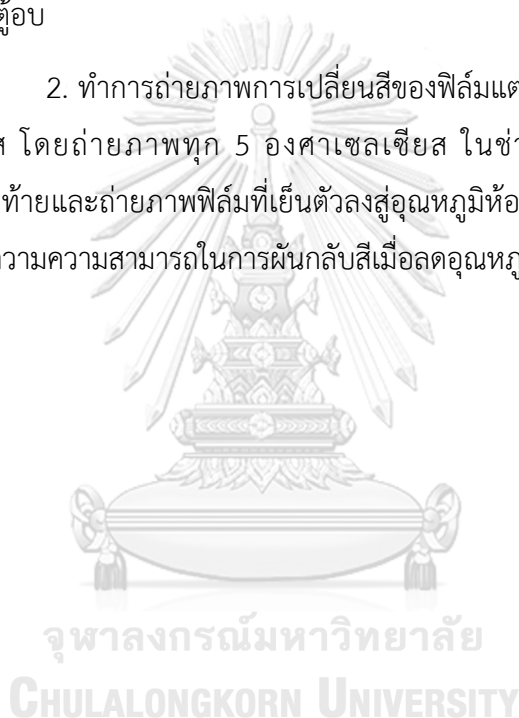 ตู้อบ
2. ทำการถ่ายภาพการเปลี่ยนสีของฟิล์มแต
ส โดยถ่ายภาพทุก 5 องศาเซลเซียส ในช่ว
ท้ายและถ่ายภาพฟิล์มที่เย็นตัวลงสู่อุณหภูมิห้อ
วามความสามารถในการผันกลับสีเมื่อลดอุณหภู
จุฬาลงกรณ์มหาวิทยาลัย
CHULALONGKORN UNIVERSITY